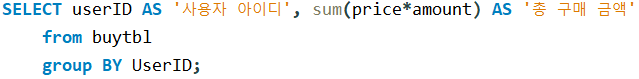 SELECT userID AS '사용자 아이디', sum(price*amount) AS '총 구매 금액'
from buytbl
group BY UserID;